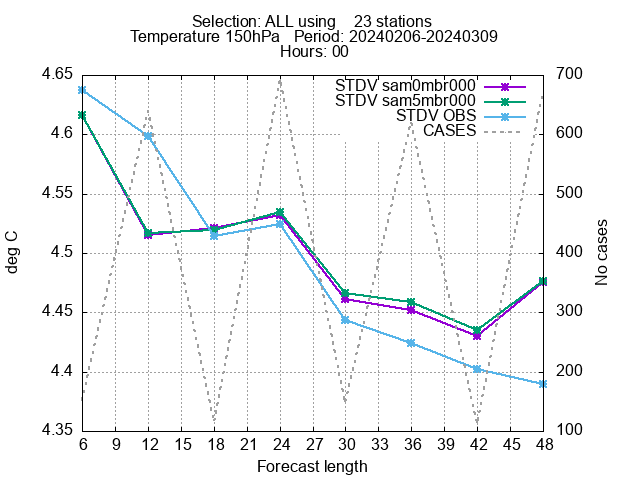 Selection: ALL using    23 stations
Temperature 150hPa   Period: 20240206-20240309
Hours: 00
STDV sam0mbr000
STDV sam5mbr000
STDV OBS
CASES
4.65
4.6
4.55
4.5
4.45
4.4
4.35
700
600
500
400
300
200
100
deg C
No cases
6 9 12 15 18 21 24 27 30 33 36 39 42 45 48
Forecast length